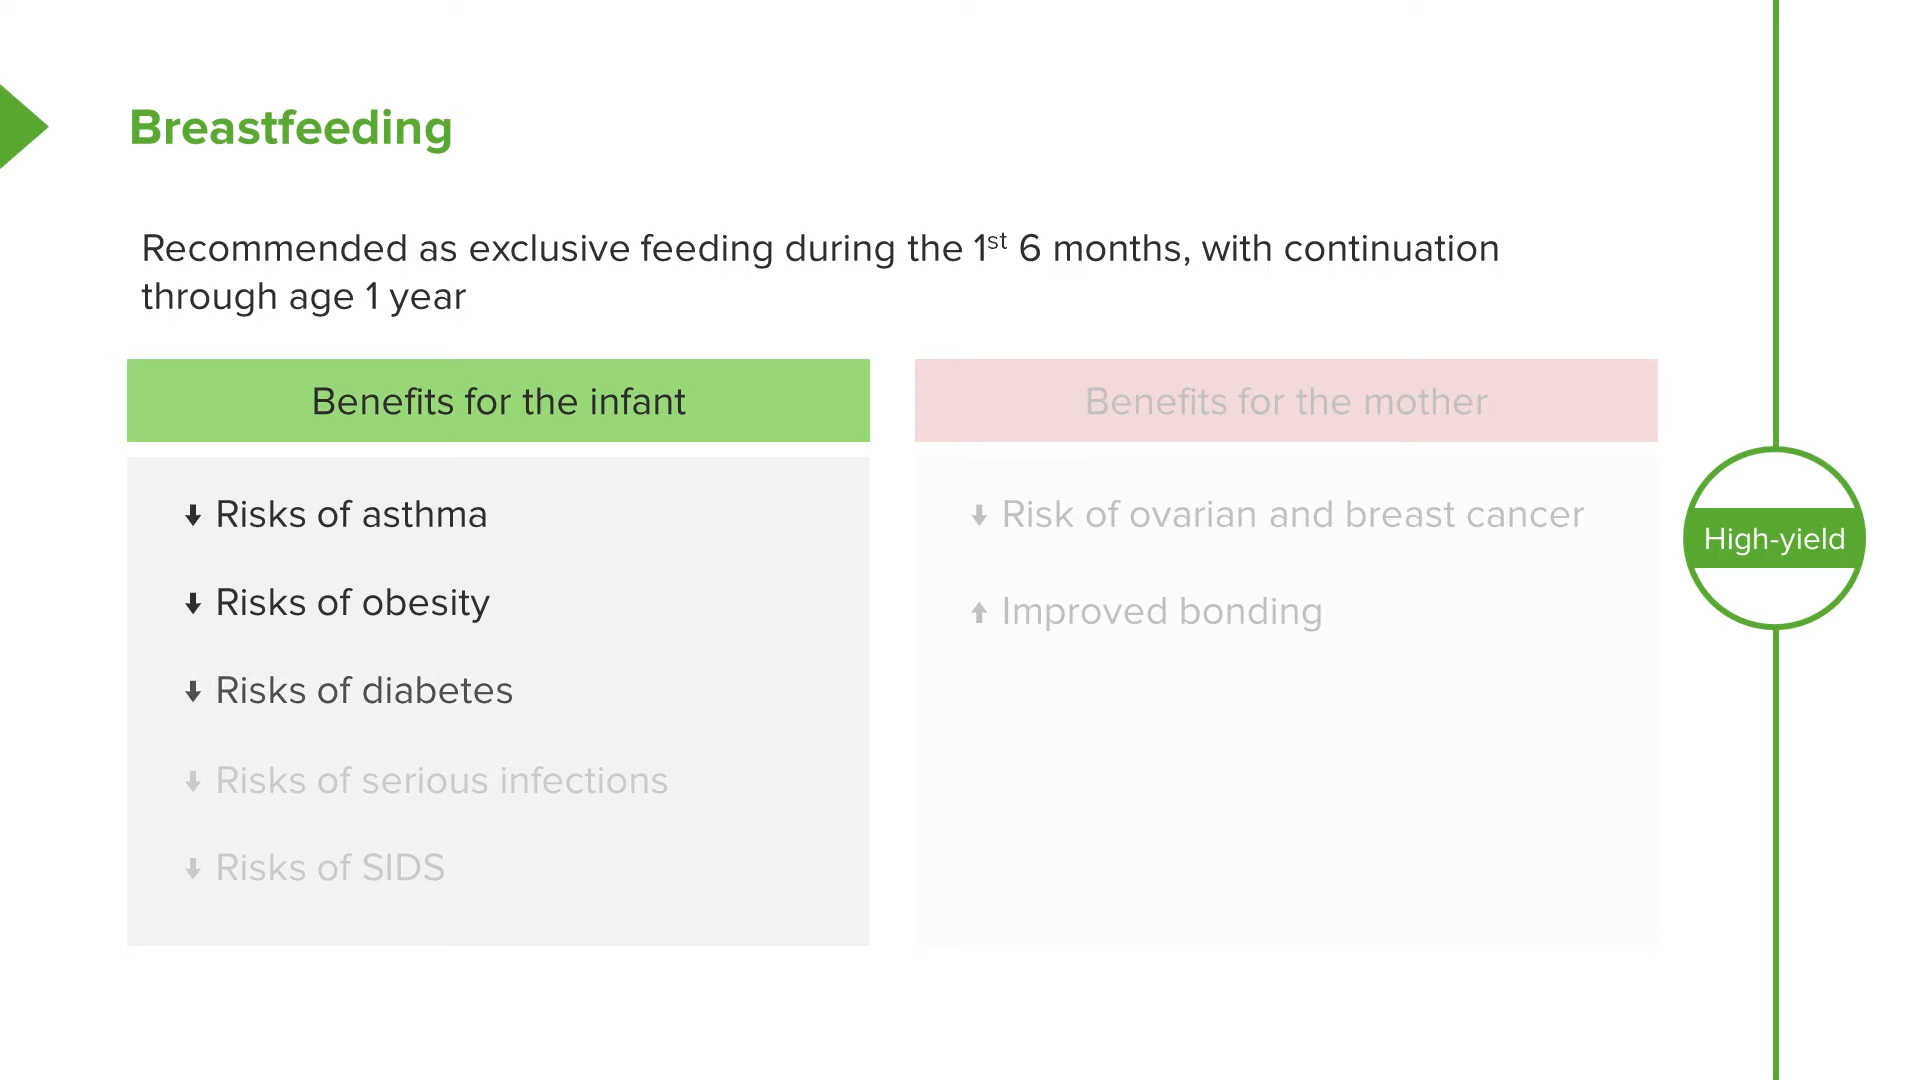 Breastfeeding
Recommended as exclusive feeding during the 1st 6 months, with continuation
through age 1 year
Benefits for the infant
🠋 Risks of asthma
🠋 Risks of obesity
🠋 Risks of diabetes
🠋 Risks of serious infections
🠋 Risks of SIDS
Benefits for the mother
🠋 Risk of ovarian and breast cancer
🠉 Improved bonding
High-yield